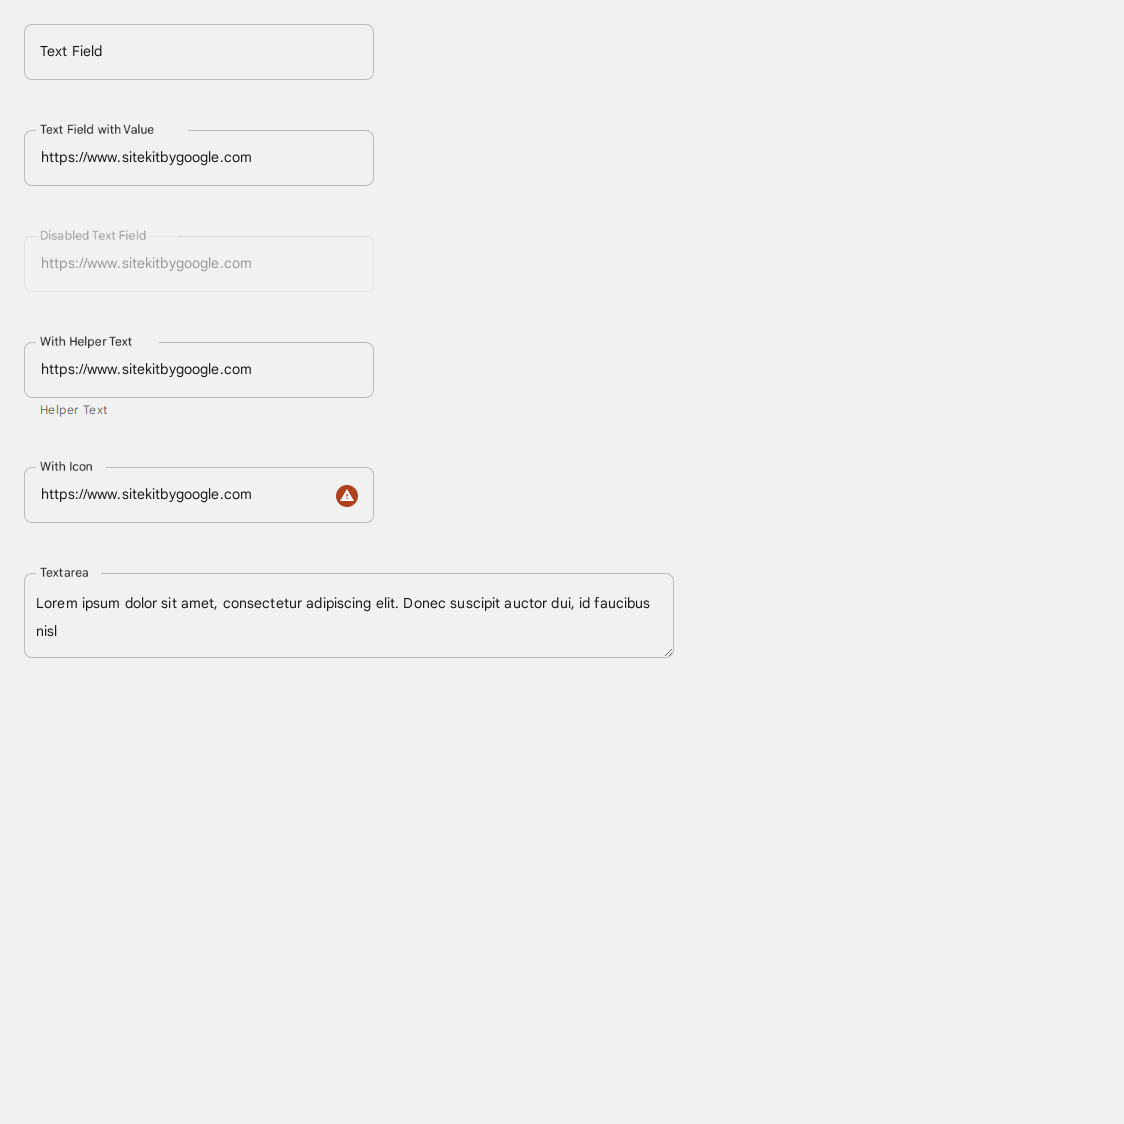 Text Field
Text Field with Value
https://www.sitekitbygoogle.com
Disabled Text Field
https://www.sitekitbygoogle.com
With Helper Text
https://www.sitekitbygoogle.com
Helper Text
With Icon
https://www.sitekitbygoogle.com
Textarea
Lorem ipsum dolor sit amet, consectetur adipiscing elit. Donec suscipit auctor dui, id faucibus
nisl